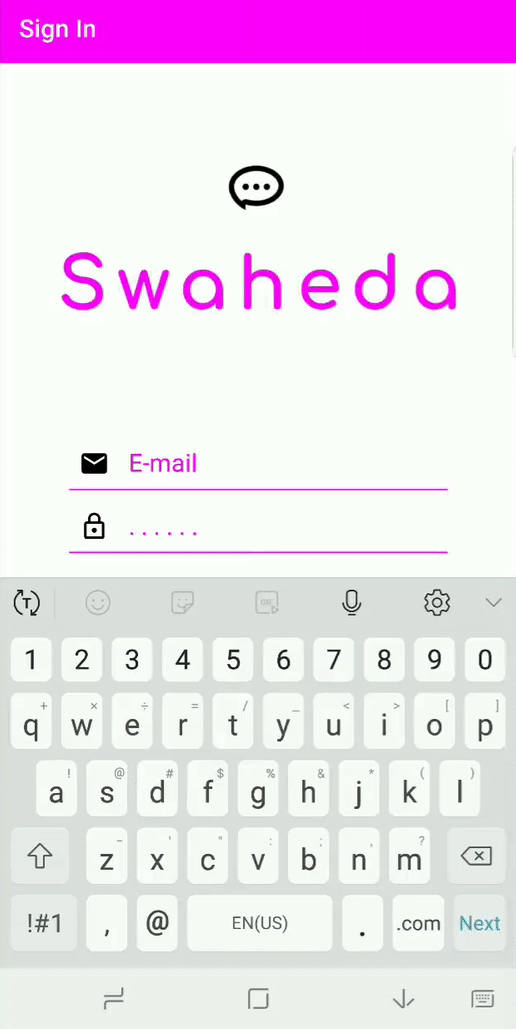 Sign In
Swaheda
E-mail
......
T
1 2 3 4 5 6 7 8 9 0
+ × ÷ = / _ < > [ ]
q w e r t y u i o p
! @ # $ % & * ( )
a s d f g h j k l
- ' " : ; , ?
z x c v b n m
!#1 , @ EN(US) . .com Next